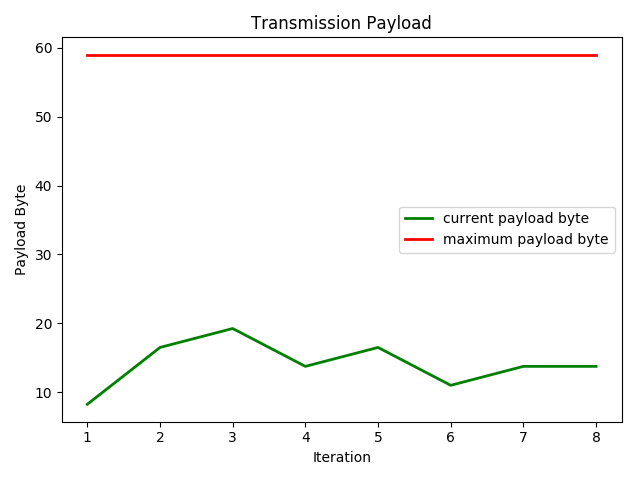 Transmission Payload
60
50
40
30
20
10
Payload Byte
current payload byte
maximum payload byte
1 2 3 4 5 6 7 8
Iteration